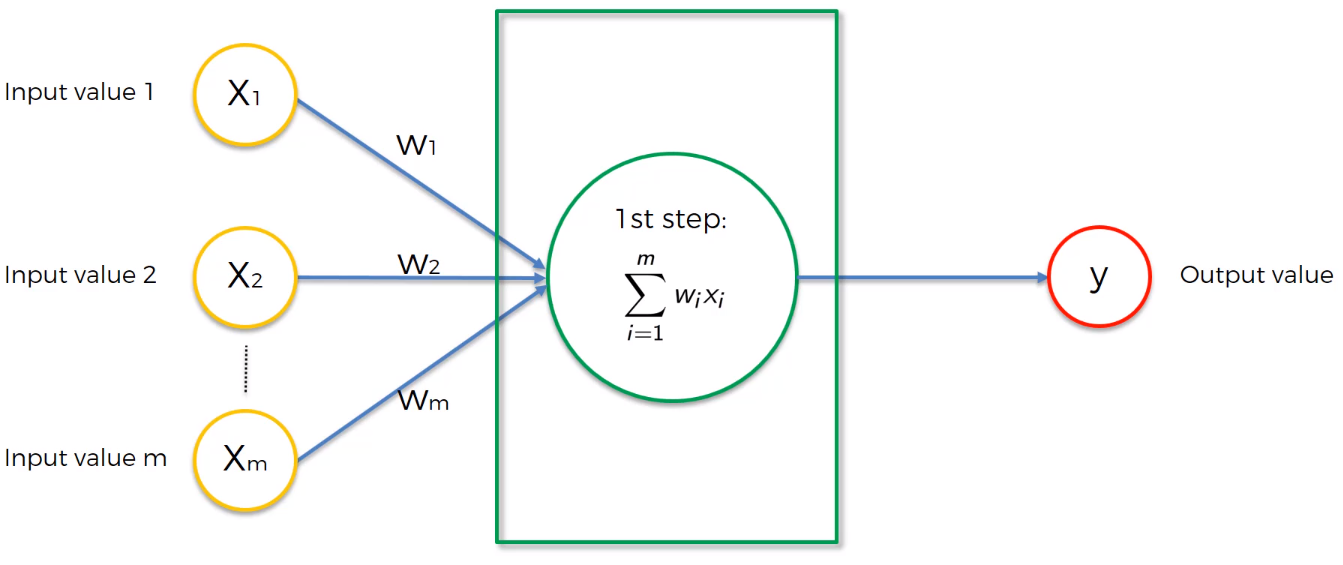 Input value 1
X1
W1
Input value 2
X2
W2
Input value m
Xm
Wm
1st step:
m
∑ wixi
i=1
y
Output value